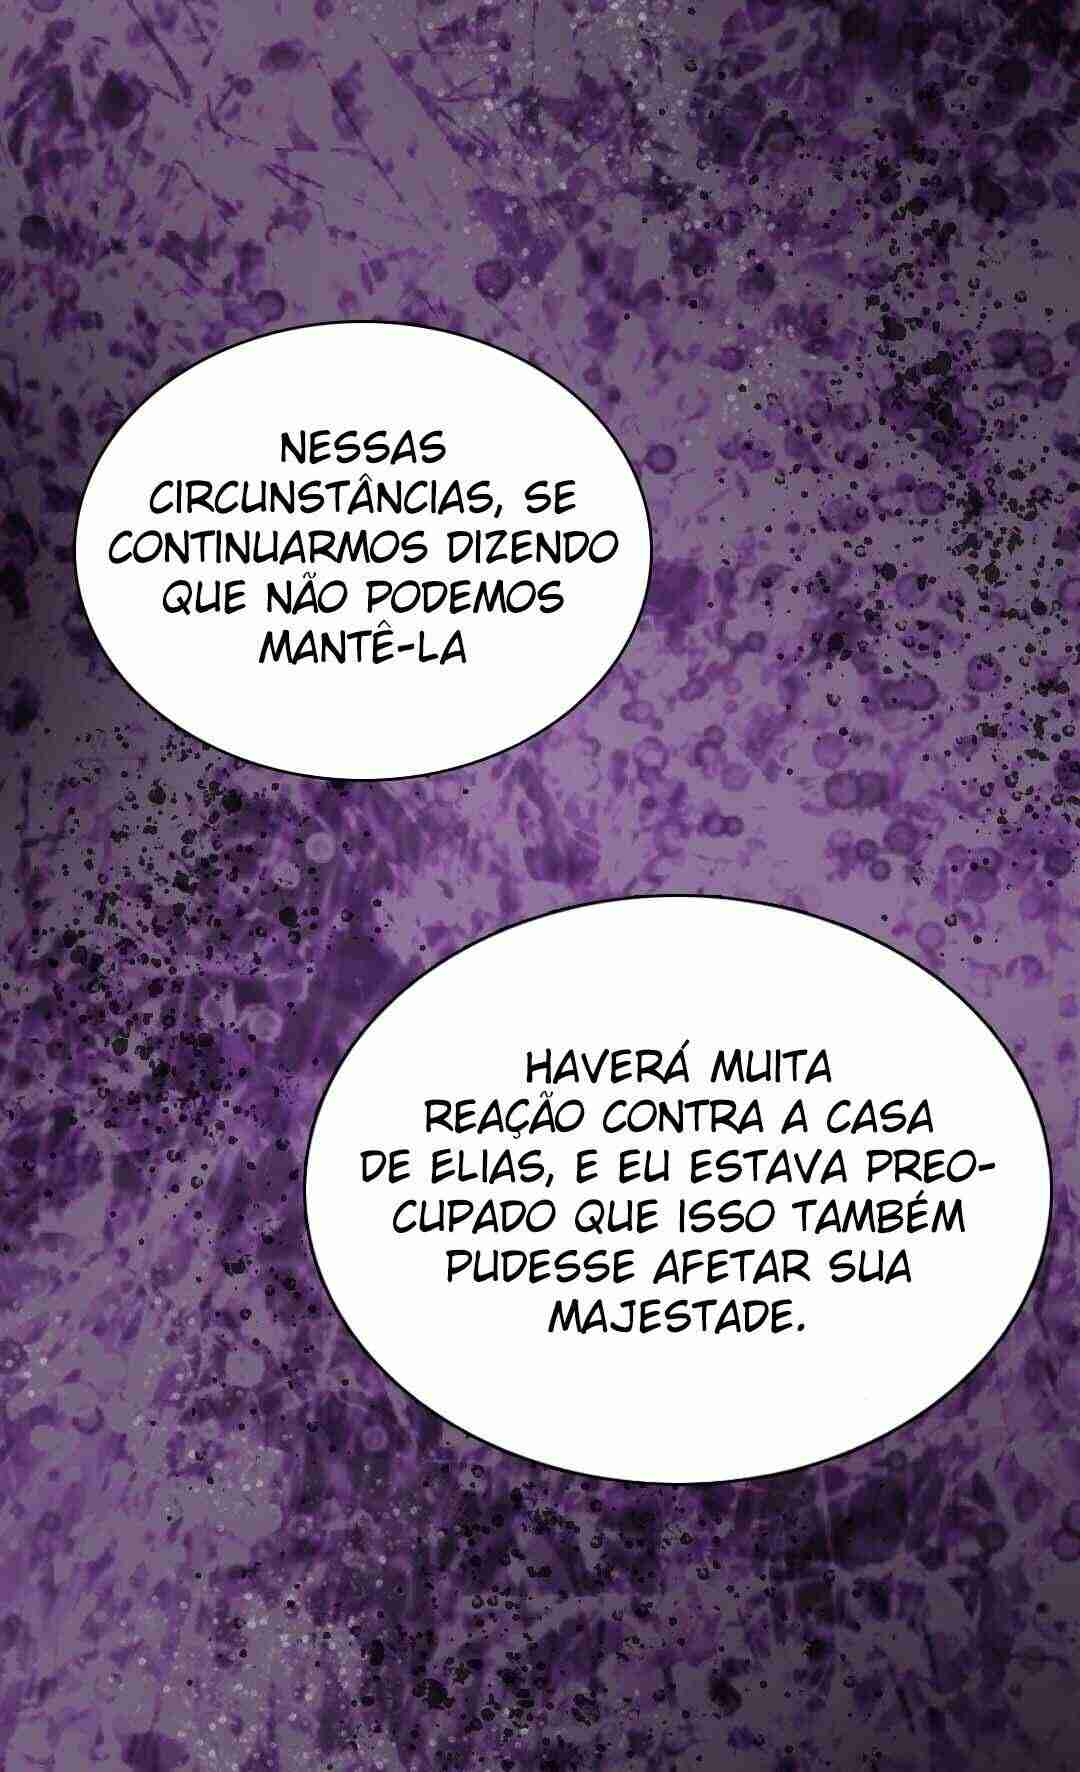 NESSAS
CIRCUNSTÂNCIAS, SE
CONTINUARMOS DIZENDO
QUE NÃO PODEMOS
MANTÊ-LA
HAVERÁ MUITA
REAÇÃO CONTRA A CASA
DE ELIAS, E EU ESTAVA PREO-
CUPADO QUE ISSO TAMBÉM
PUDESSE AFETAR SUA
MAJESTADE.